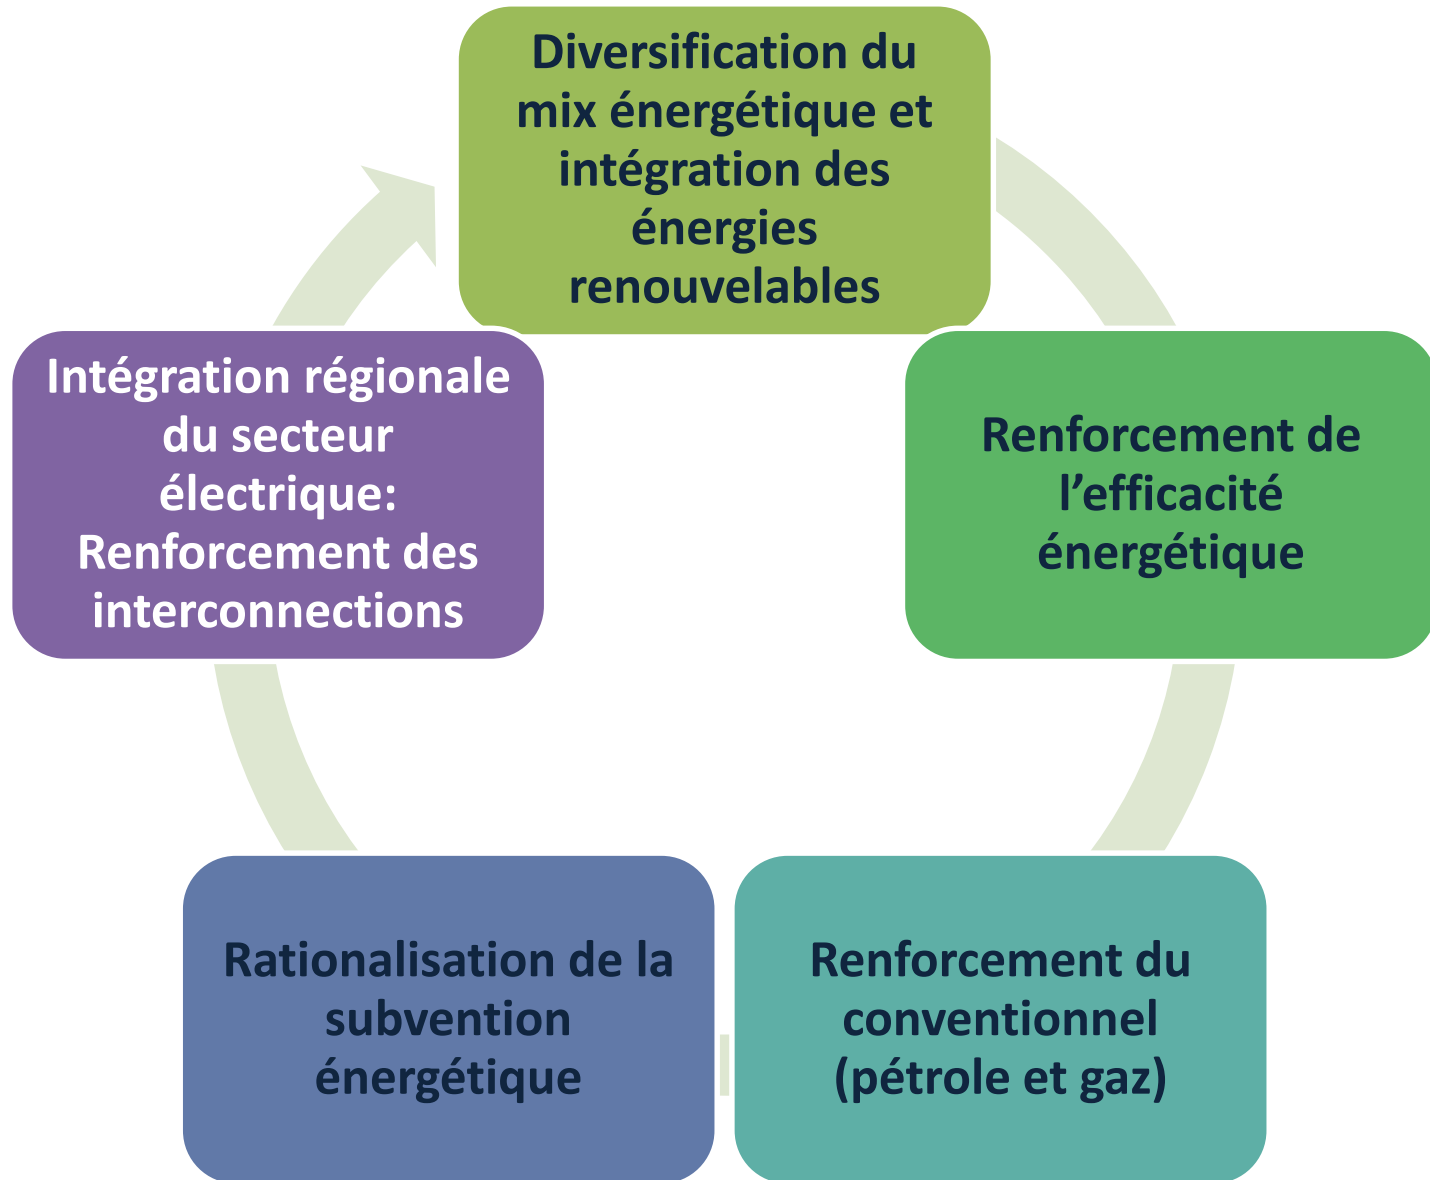 Diversification du
mix énergétique et
intégration des
énergies
renouvelables
Renforcement de
l’efficacité
énergétique
Renforcement du
conventionnel
(pétrole et gaz)
Rationalisation de la
subvention
énergétique
Intégration régionale
du secteur
électrique:
Renforcement des
interconnections